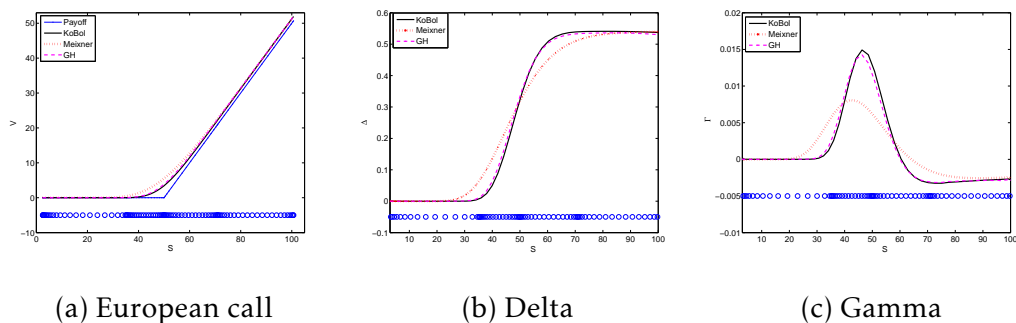 Payoff
KoBol
Meixner
GH
50
40
30
20
10
0
−10
V
0
20
40
60
80
100
S
(a) European call
KoBol
Meixner
GH
0.6
0.5
0.4
0.3
0.2
0.1
0
−0.1
Δ
10
20
30
40
50
60
70
80
90
100
S
(b) Delta
KoBol
Meixner
GH
0.02
0.015
0.01
0.005
0
−0.005
−0.01
Γ
10
20
30
40
50
60
70
80
90
100
S
(c) Gamma